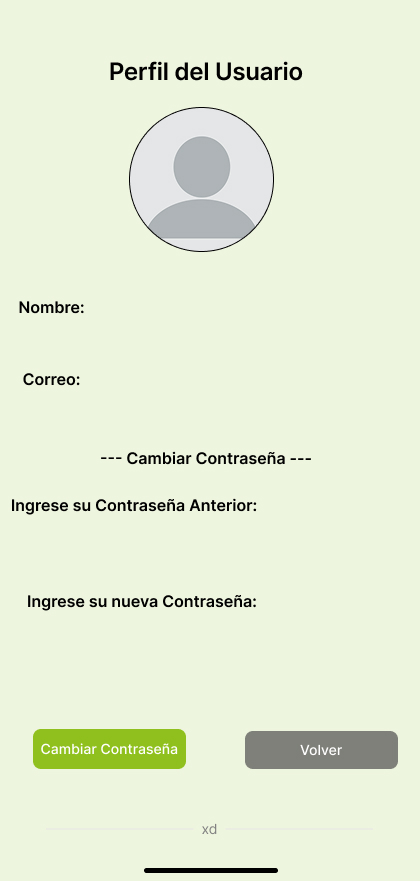 Perfil del Usuario
Nombre:
Correo:
--- Cambiar Contraseña ---
Ingrese su Contraseña Anterior:
Ingrese su nueva Contraseña:
Cambiar Contraseña
Volver
xd